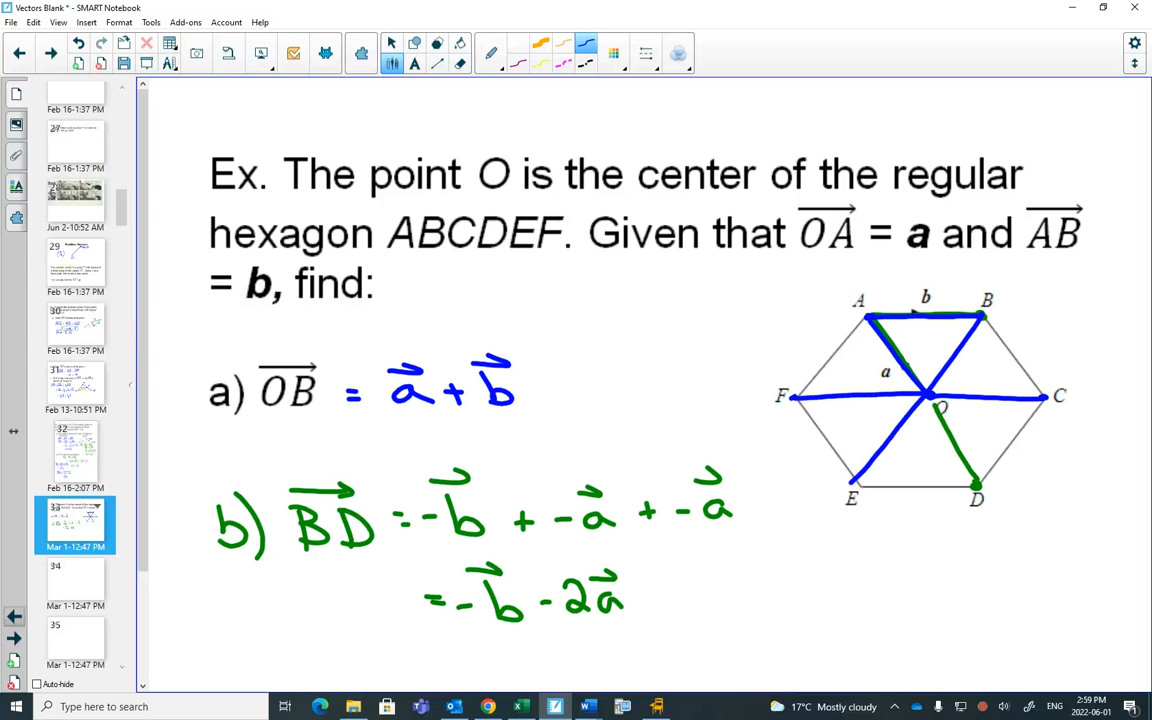 Vectors Blank * - SMART Notebook
File Edit View Insert Format Tools Add-ons Account Help
Feb 16-1:37 PM
27
Feb 16-1:37 PM
28
Jun 2-10:52 AM
29
Feb 16-1:37 PM
30
Feb 16-1:37 PM
31
Feb 13-10:51 PM
32
Feb 16-2:07 PM
33
Mar 1-12:47 PM
34
Mar 1-12:47 PM
35
Mar 1-12:47 PM
Auto-hide
Ex. The point O is the center of the regular
hexagon ABCDEF. Given that OA = a and AB
= b, find:
a) OB = a + b
b) BD = -b + -a + -a
= -b - 2a
A b B
a
F O C
E D
Type here to search
17°C Mostly cloudy
ENG
2:59 PM
2022-06-01
1